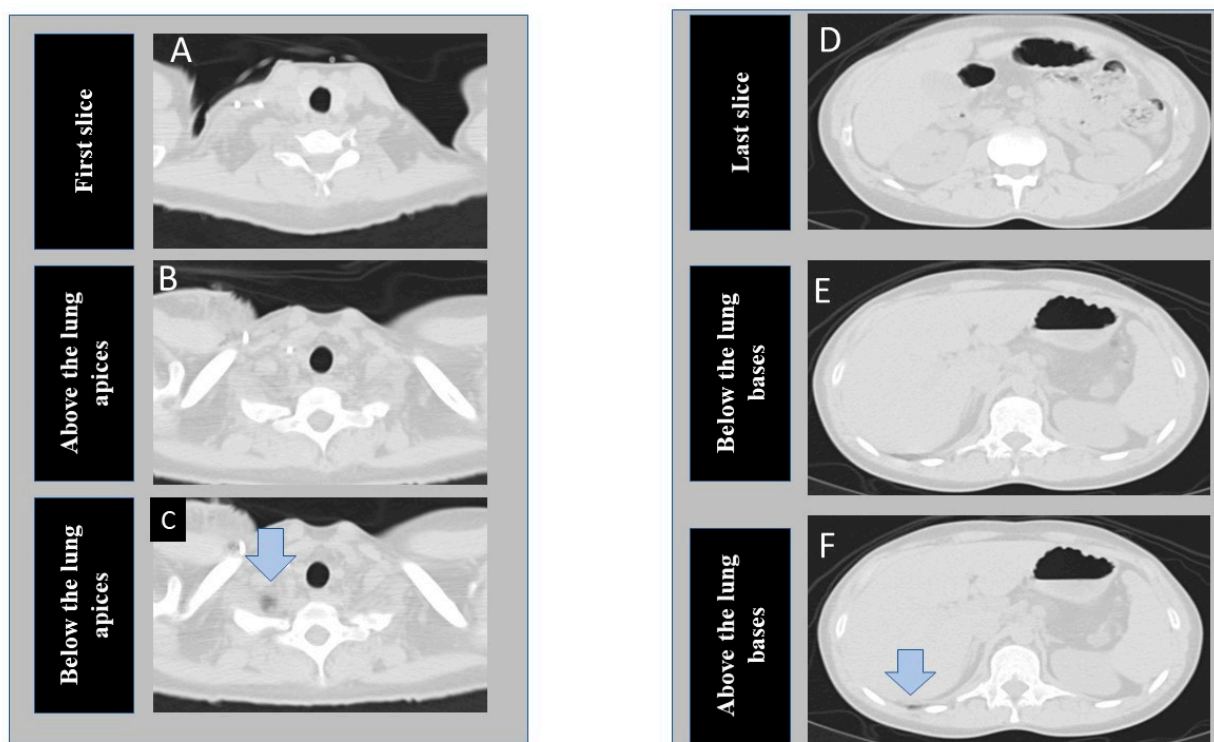 First slice
A
Above the lung
apices
B
Below the lung
apices
C
Last slice
D
Below the lung
bases
E
Above the lung
bases
F